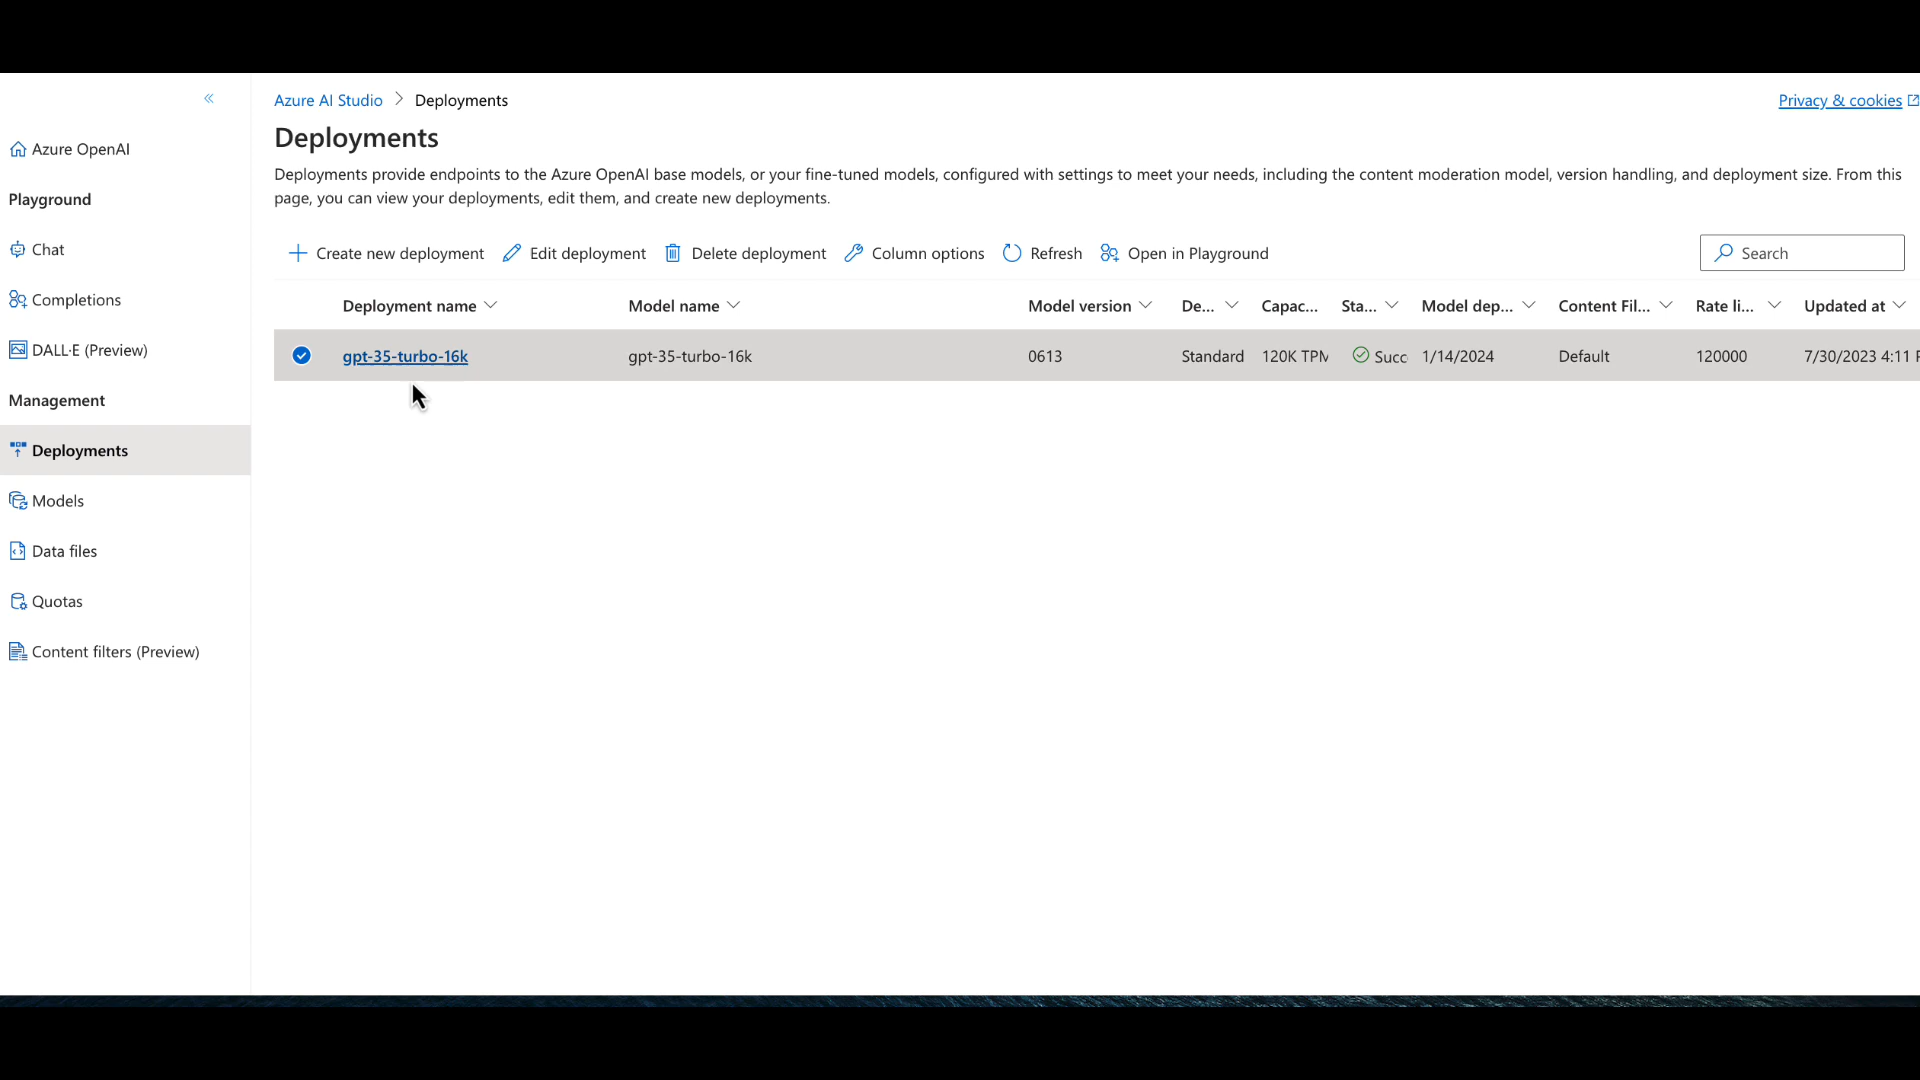 Azure AI Studio > Deployments
Privacy & cookies
Deployments
Deployments provide endpoints to the Azure OpenAI base models, or your fine-tuned models, configured with settings to meet your needs, including the content moderation model, version handling, and deployment size. From this
page, you can view your deployments, edit them, and create new deployments.
Create new deployment Edit deployment Delete deployment Column options Refresh Open in Playground Search
Deployment name Model name Model version De... Capac... Sta... Model dep... Content Fil... Rate li... Updated at
gpt-35-turbo-16k gpt-35-turbo-16k 0613 Standard 120K TPM Succ 1/14/2024 Default 120000 7/30/2023 4:11 P
Azure OpenAI
Playground
Chat
Completions
DALL·E (Preview)
Management
Deployments
Models
Data files
Quotas
Content filters (Preview)